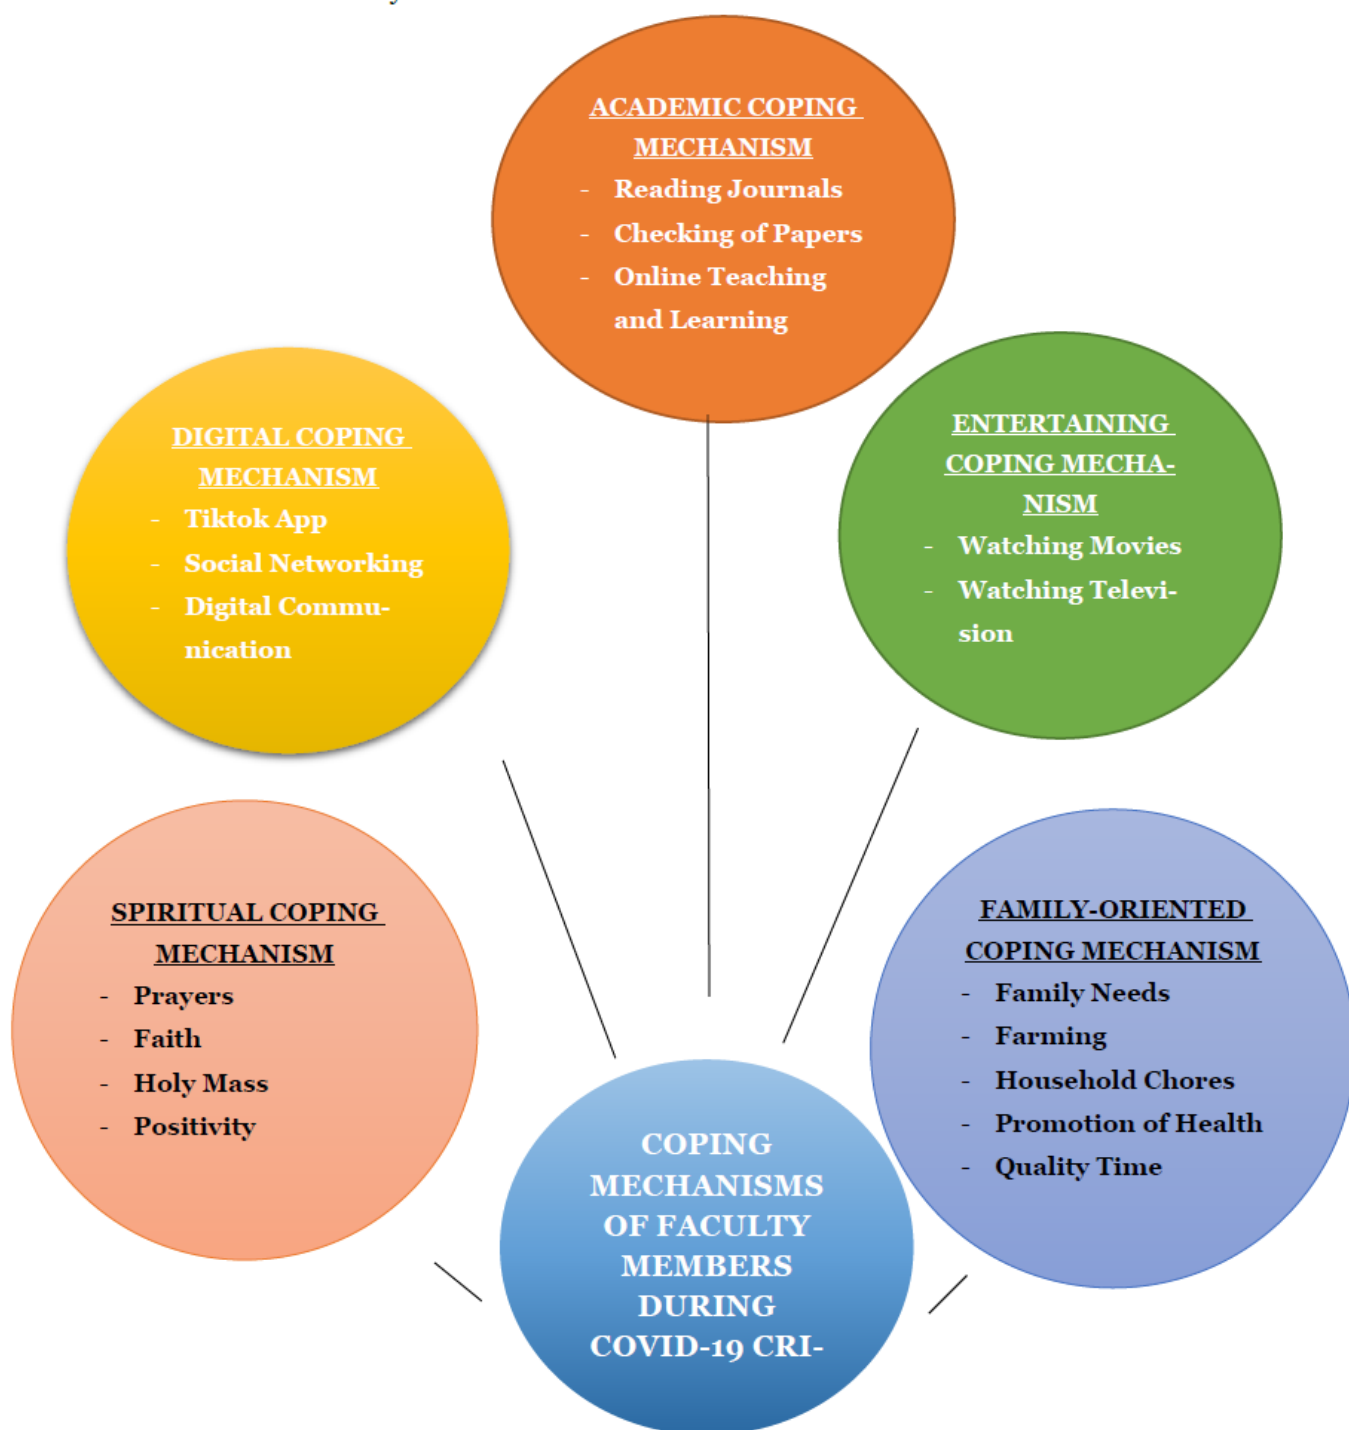 ACADEMIC COPING
MECHANISM
- Reading Journals
- Checking of Papers
- Online Teaching
and Learning
DIGITAL COPING
MECHANISM
- Tiktok App
- Social Networking
- Digital Commu-
nication
ENTERTAINING
COPING MECHA-
NISM
- Watching Movies
- Watching Televi-
sion
SPIRITUAL COPING
MECHANISM
- Prayers
- Faith
- Holy Mass
- Positivity
FAMILY-ORIENTED
COPING MECHANISM
- Family Needs
- Farming
- Household Chores
- Promotion of Health
- Quality Time
COPING
MECHANISMS
OF FACULTY
MEMBERS
DURING
COVID-19 CRI-